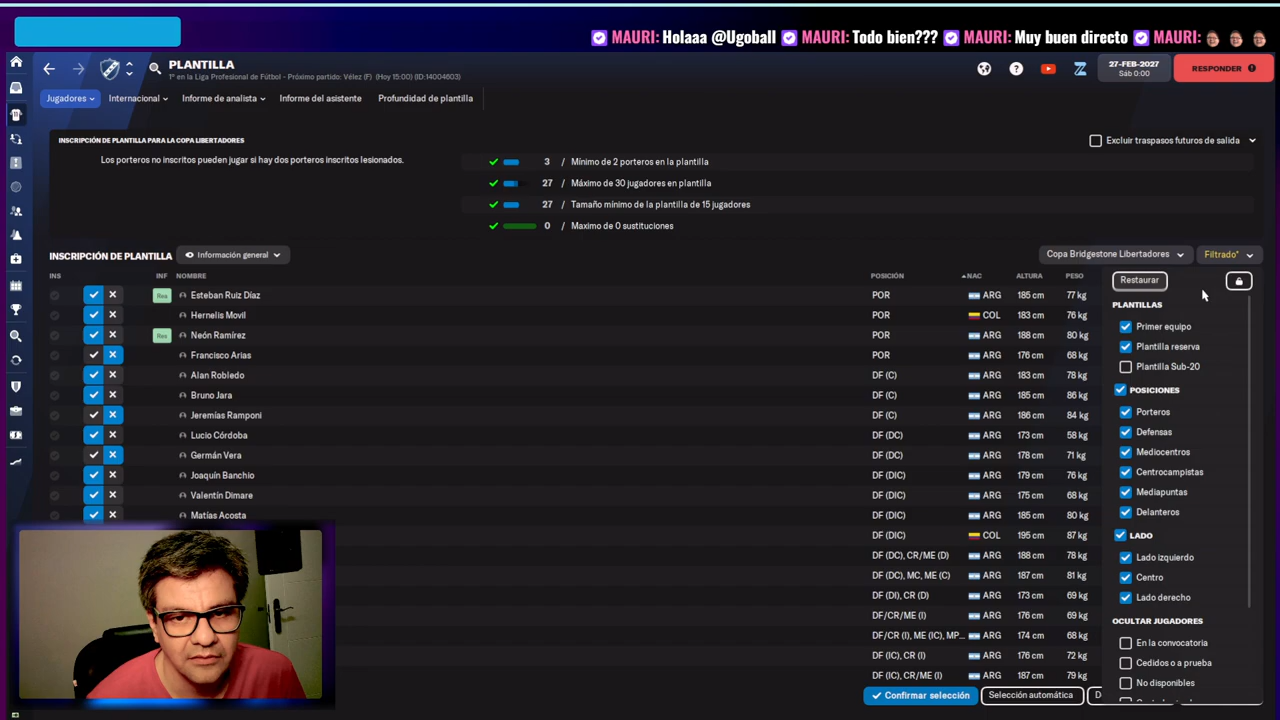 MAURI: Holaaa @Ugoball MAURI: Todo bien??? MAURI: Muy buen directo MAURI:
PLANTILLA
1º en la Liga Profesional de Fútbol - Próximo partido: Vélez (F) (Hoy 15:00) (ID:14004603)
27-FEB-2027
Sáb 0:00
RESPONDER
Jugadores Internacional Informe de analista Informe del asistente Profundidad de plantilla
INSCRIPCIÓN DE PLANTILLA PARA LA COPA LIBERTADORES
Excluir traspasos futuros de salida
Los porteros no inscritos pueden jugar si hay dos porteros inscritos lesionados.
3 / Mínimo de 2 porteros en la plantilla
27 / Máximo de 30 jugadores en plantilla
27 / Tamaño mínimo de la plantilla de 15 jugadores
0 / Maximo de 0 sustituciones
INSCRIPCIÓN DE PLANTILLA Información general Copa Bridgestone Libertadores Filtrado*
INS INF NOMBRE POSICIÓN NAC ALTURA PESO
Esteban Ruiz Díaz POR ARG 185 cm 77 kg
Hernelis Movil POR COL 183 cm 76 kg
Neón Ramírez POR ARG 188 cm 80 kg
Francisco Arias POR ARG 176 cm 68 kg
Alan Robledo DF (C) ARG 183 cm 78 kg
Bruno Jara DF (C) ARG 185 cm 86 kg
Jeremías Ramponi DF (C) ARG 186 cm 84 kg
Lucio Córdoba DF (DC) ARG 173 cm 58 kg
Germán Vera DF (DC) ARG 178 cm 71 kg
Joaquín Banchio DF (DIC) ARG 179 cm 76 kg
Valentín Dimare DF (DIC) ARG 175 cm 68 kg
Matías Acosta DF (DIC) ARG 185 cm 80 kg
DF (DIC) COL 195 cm 87 kg
DF (DC), CR/ME (D) ARG 188 cm 78 kg
DF (DC), MC, ME (C) ARG 187 cm 81 kg
DF (DI), CR (D) ARG 173 cm 69 kg
DF/CR/ME (I) ARG 176 cm 69 kg
DF/CR (I), ME (IC), MP... ARG 174 cm 68 kg
DF (IC), CR (I) ARG 176 cm 72 kg
DF (IC), CR/ME (I) ARG 187 cm 79 kg
Restaurar
PLANTILLAS
Primer equipo
Plantilla reserva
Plantilla Sub-20
POSICIONES
Porteros
Defensas
Mediocentros
Centrocampistas
Mediapuntas
Delanteros
LADO
Lado izquierdo
Centro
Lado derecho
OCULTAR JUGADORES
En la convocatoria
Cedidos o a prueba
No disponibles
Confirmar selección Selección automática